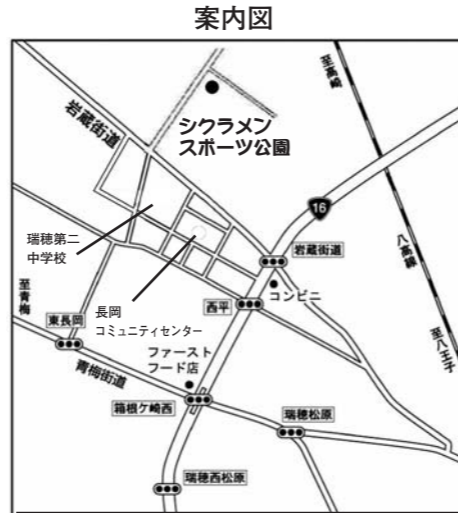 案内図
至高崎
岩蔵街道
シクラメン
スポーツ公園
16
八高線
瑞穂第二
中学校
岩蔵街道
至青梅
長岡
コミュニティセンター
コンビニ
西平
至八王子
東長岡
ファースト
フード店
青梅街道
箱根ケ崎西
瑞穂松原
瑞穂西松原